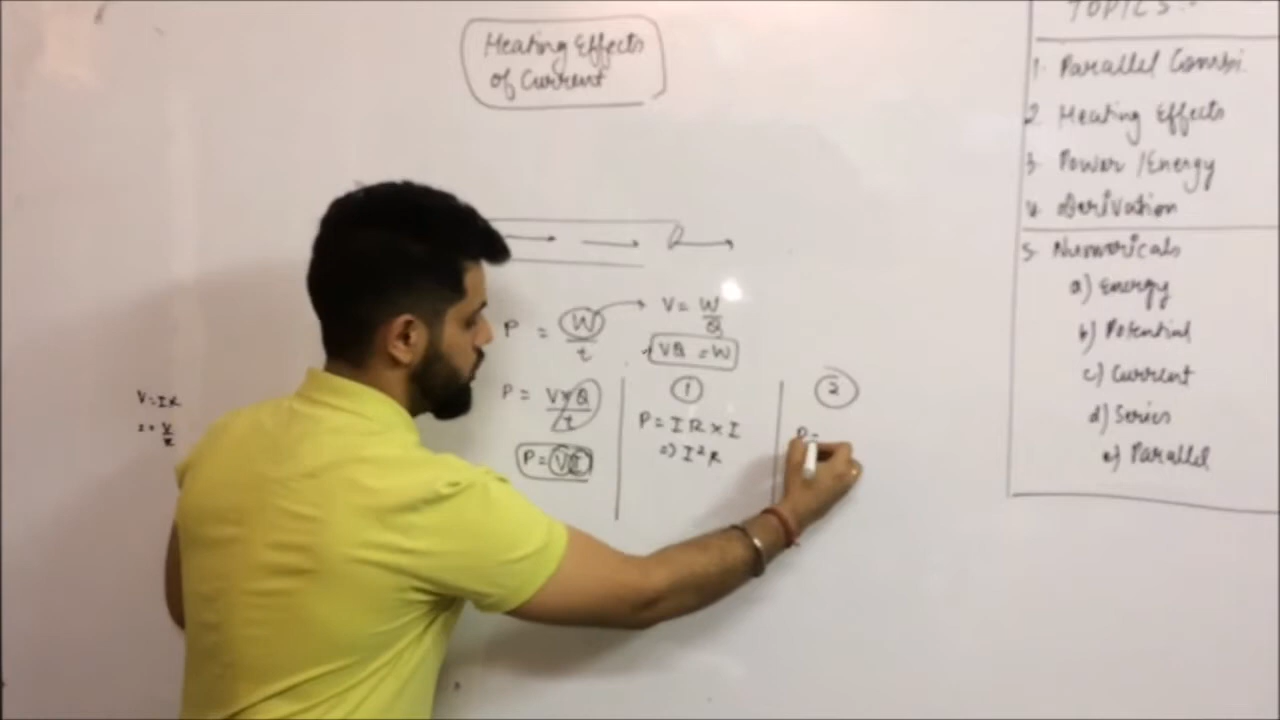 Heating Effects
of Current
P = W/t
V = W/Q
VQ = W
P = V×Q/t
P = VI
V = IR
①
P = IR × I
=) I²R
②
P =
TOPICS :-
1. Parallel Combi.
2. Heating Effects
3. Power /Energy
4. Derivation
5. Numericals
a) Energy
b) Potential
c) Current
d) Series
e) Parallel